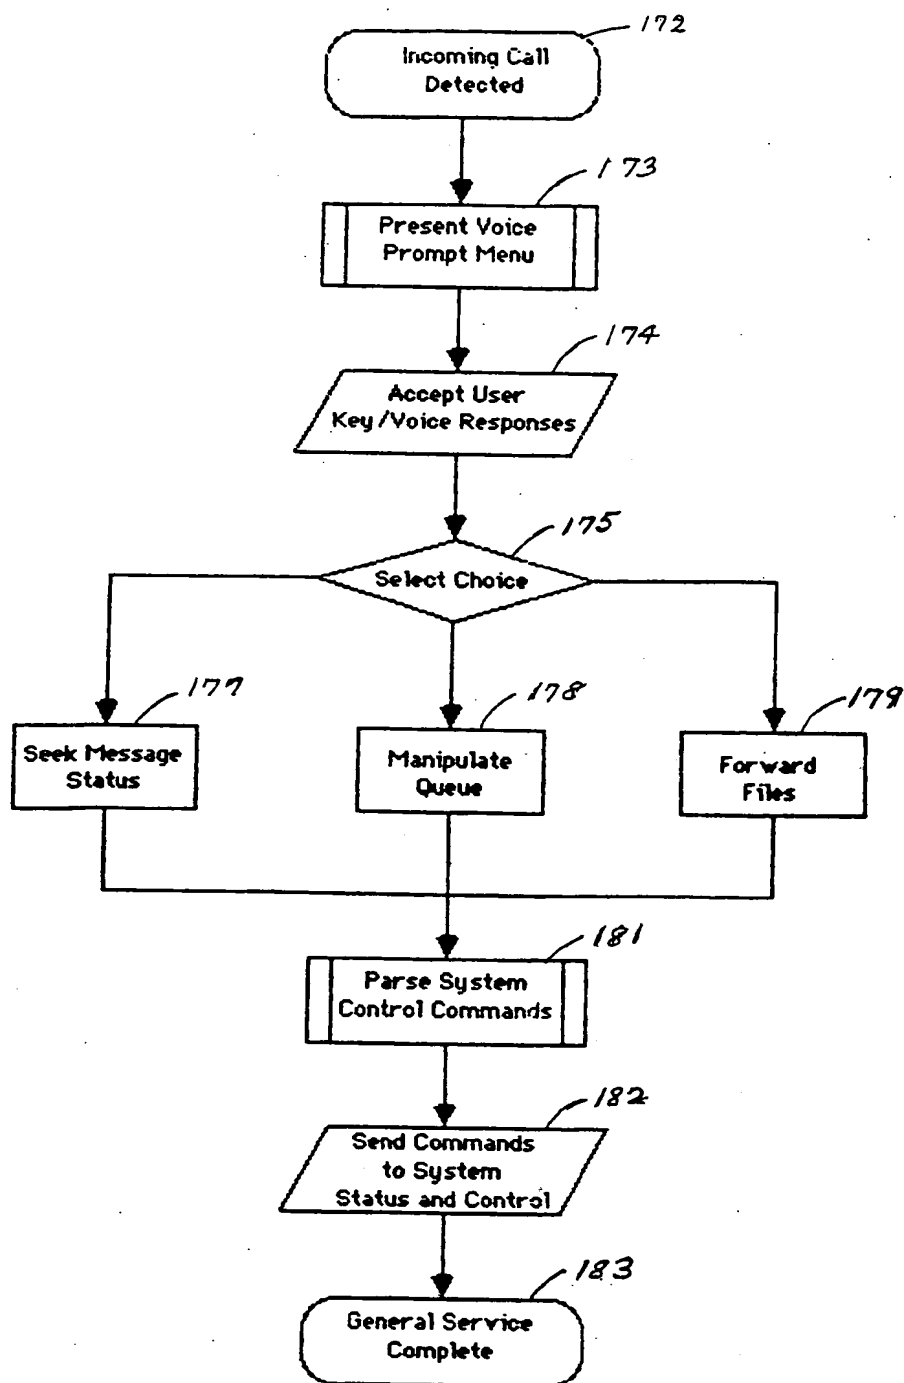 172
Incoming Call
Detected
173
Present Voice
Prompt Menu
174
Accept User
Key/Voice Responses
175
Select Choice
177
Seek Message
Status
178
Manipulate
Queue
179
Forward
Files
181
Parse System
Control Commands
182
Send Commands
to System
Status and Control
183
General Service
Complete